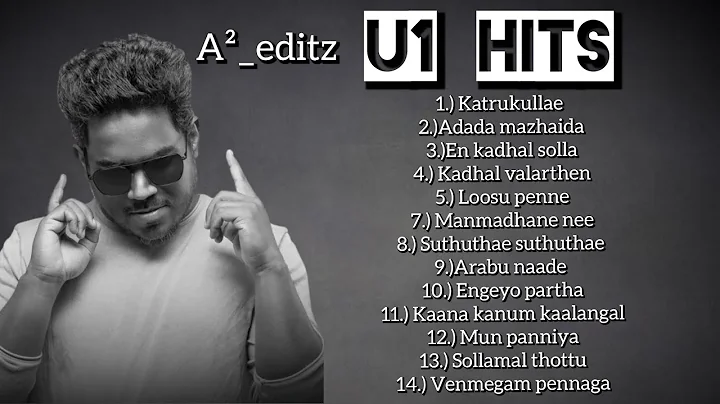 A²_editz U1 HITS
1.) Katrukullae
2.)Adada mazhaida
3.)En kadhal solla
4.) Kadhal valarthen
5.) Loosu penne
7.) Manmadhane nee
8.) Suthuthae suthuthae
9.)Arabu naade
10.) Engeyo partha
11.) Kaana kanum kaalangal
12.) Mun panniya
13.) Sollamal thottu
14.) Venmegam pennaga